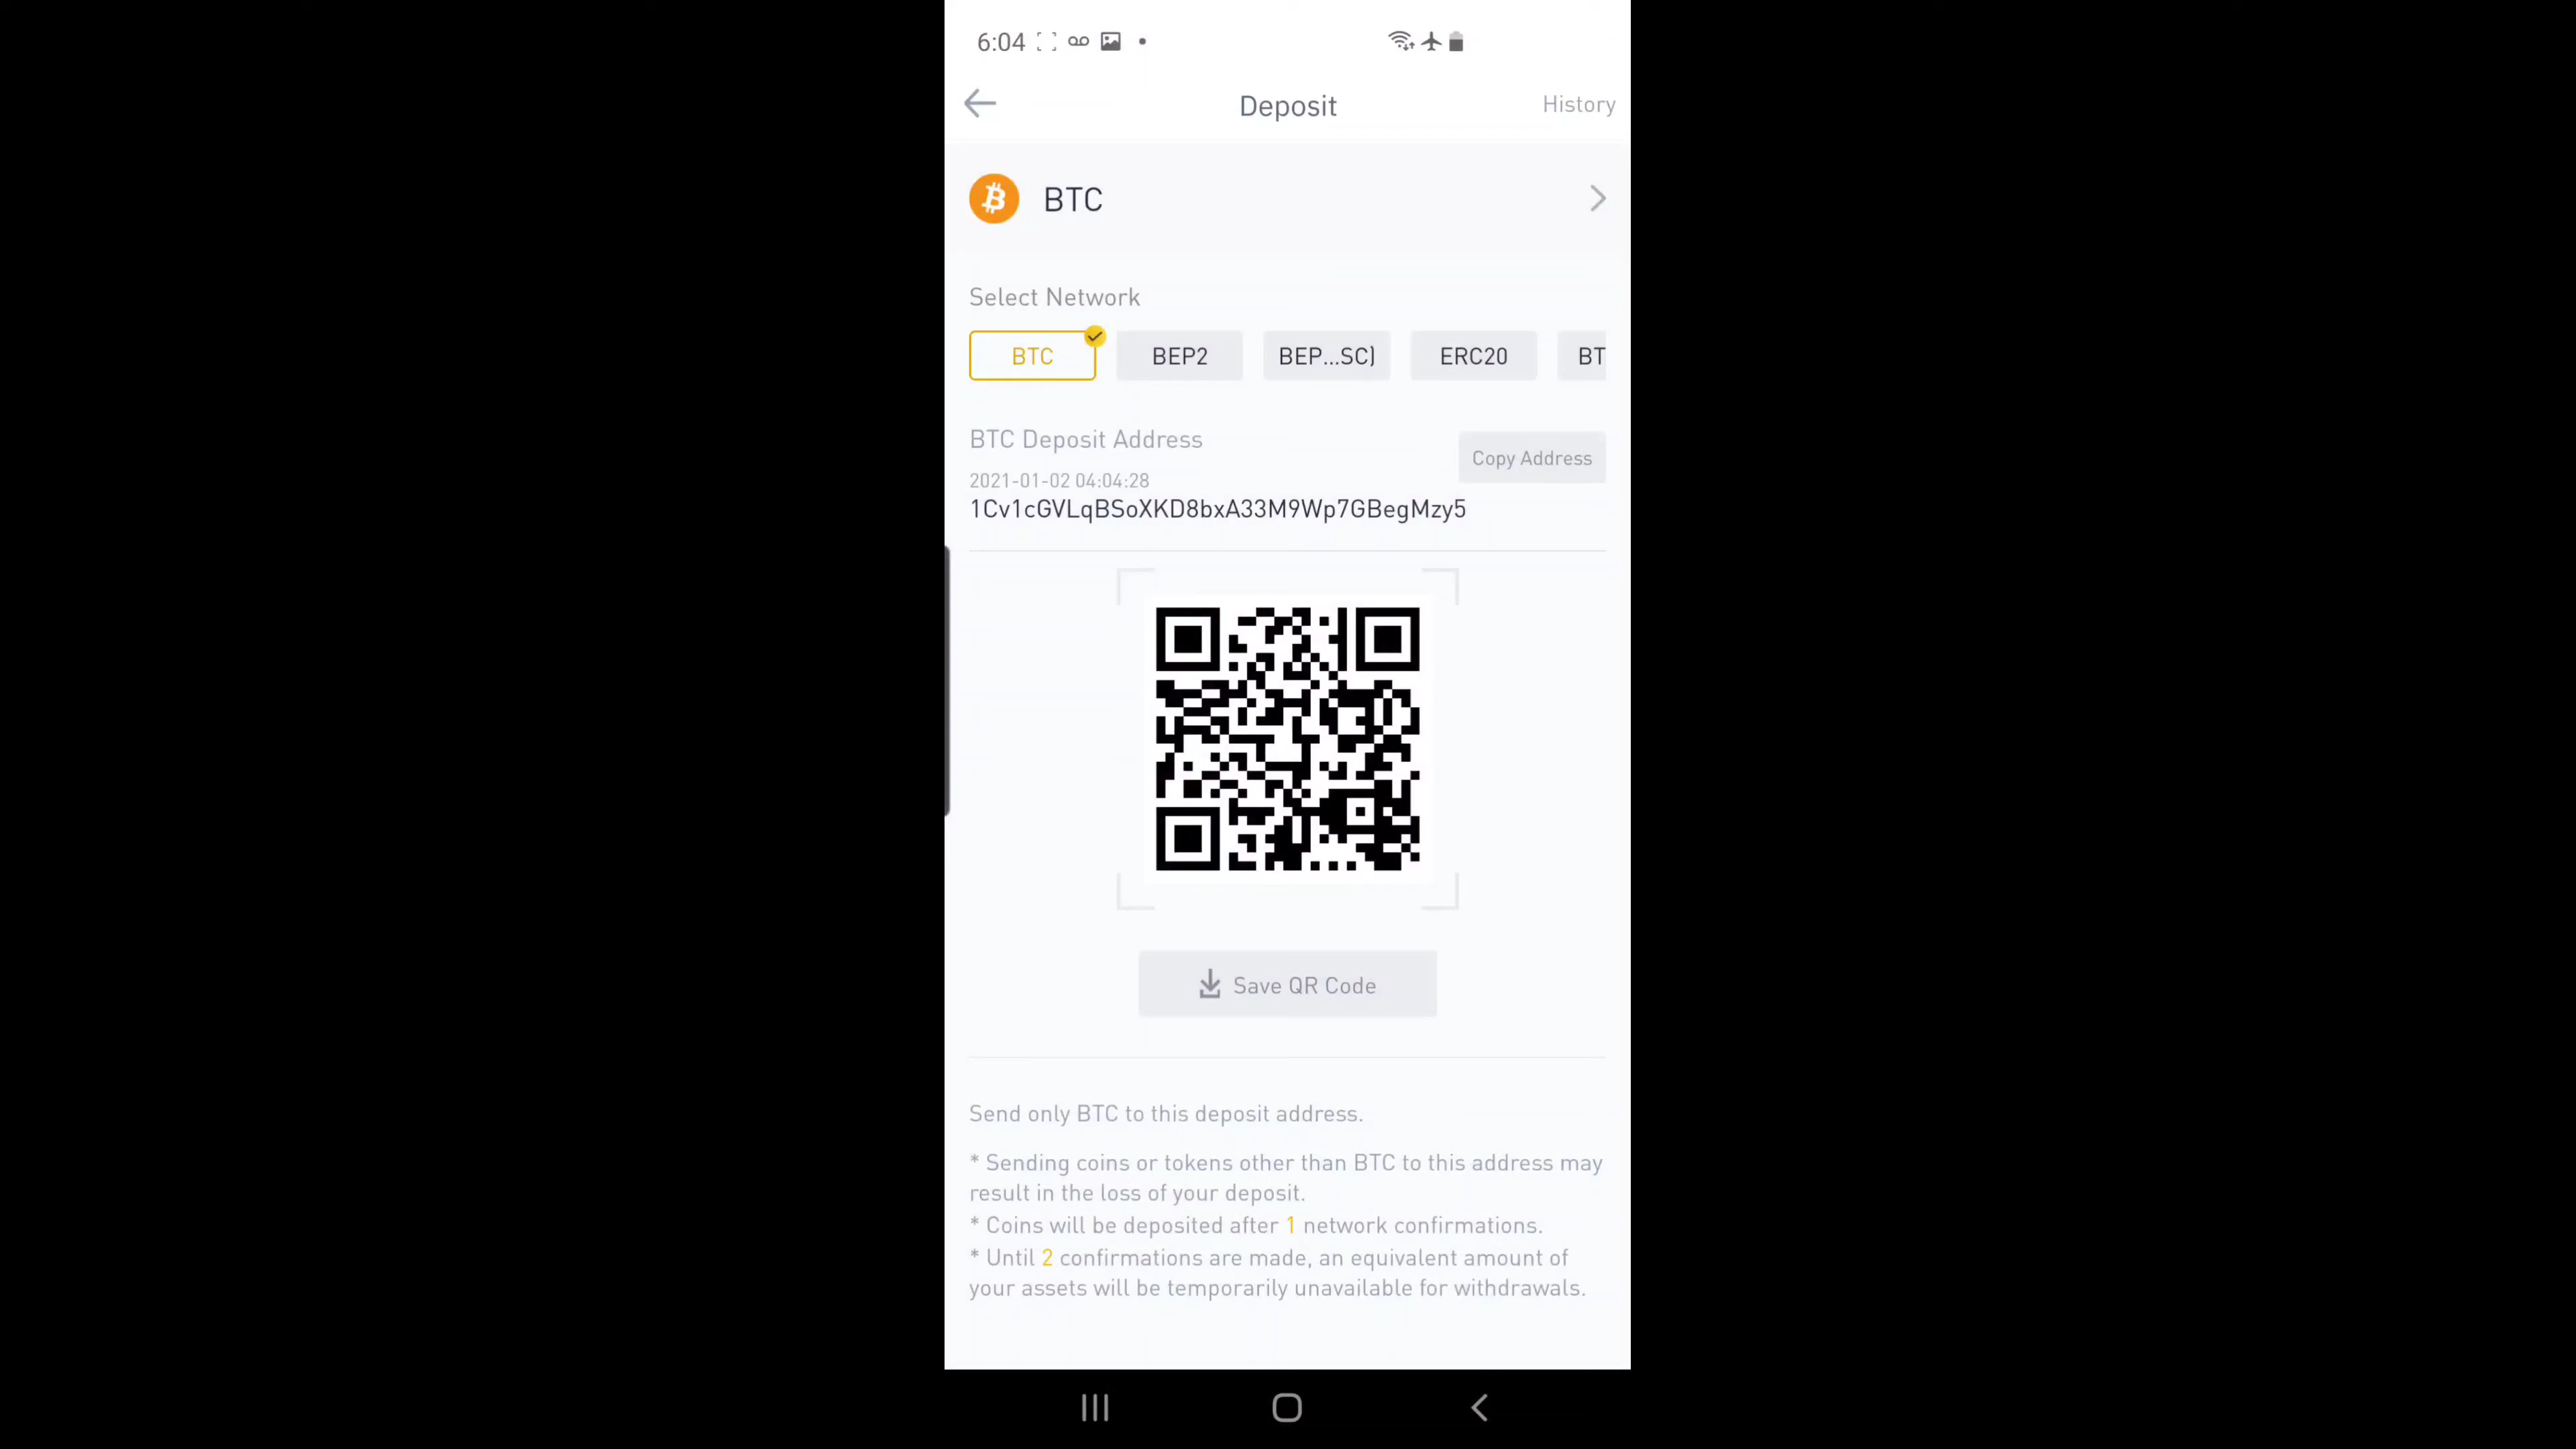 6:04
Deposit
History
BTC
Select Network
BTC
BEP2
BEP...SC)
ERC20
BT
BTC Deposit Address
Copy Address
2021-01-02 04:04:28
1Cv1cGVLqBSoXKD8bxA33M9Wp7GBegMzy5
Save QR Code
Send only BTC to this deposit address.
* Sending coins or tokens other than BTC to this address may
result in the loss of your deposit.
* Coins will be deposited after 1 network confirmations.
* Until 2 confirmations are made, an equivalent amount of
your assets will be temporarily unavailable for withdrawals.